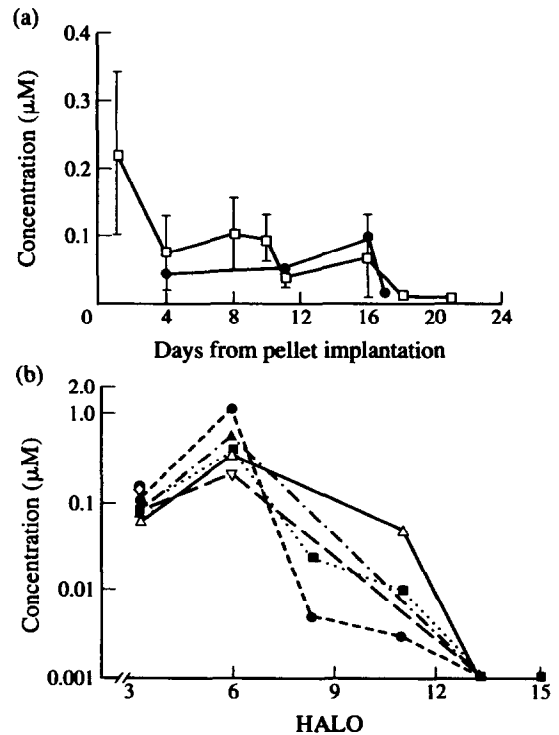 (a)
0.4
0.3
0.2
0.1
Concentration (μM)
0 4 8 12 16 20 24
Days from pellet implantation
(b)
2.0
1.0
0.1
0.01
0.001
Concentration (μM)
3 6 9 12 15
HALO